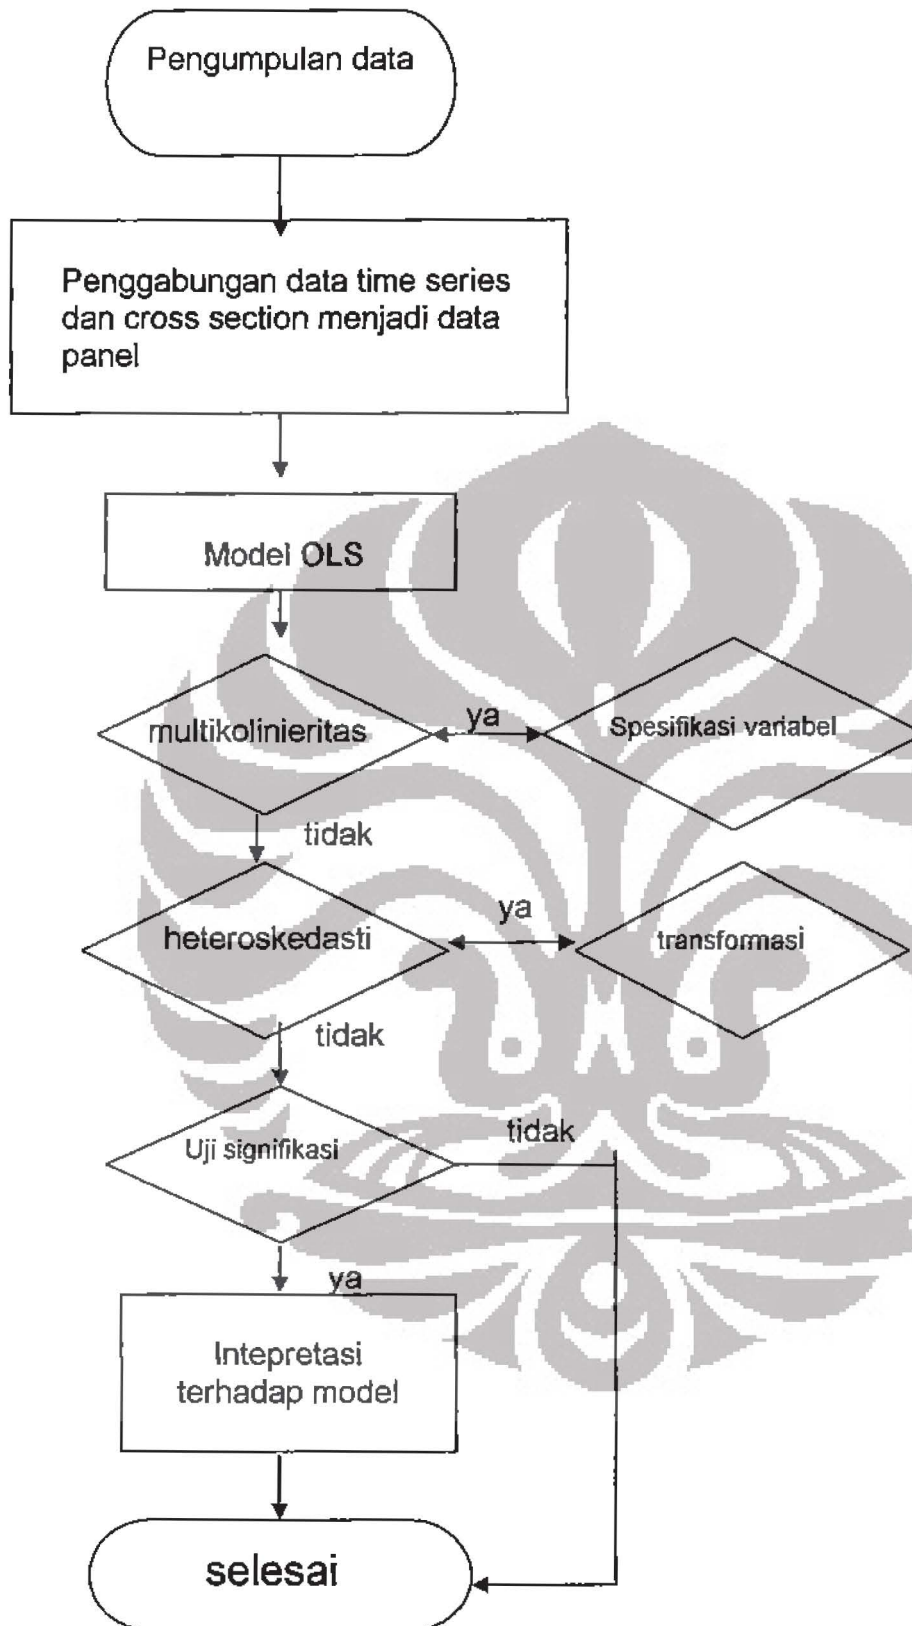 Pengumpulan data
Penggabungan data time series
dan cross section menjadi data
panel
Model OLS
multikolinieritas
ya
Spesifikasi variabel
tidak
heteroskedasti
ya
transformasi
tidak
Uji signifikasi
tidak
ya
Intepretasi
terhadap model
selesai